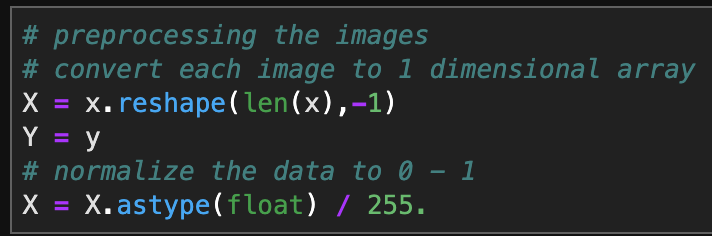 # preprocessing the images
# convert each image to 1 dimensional array
X = x.reshape(len(x),-1)
Y = y
# normalize the data to 0 - 1
X = X.astype(float) / 255.